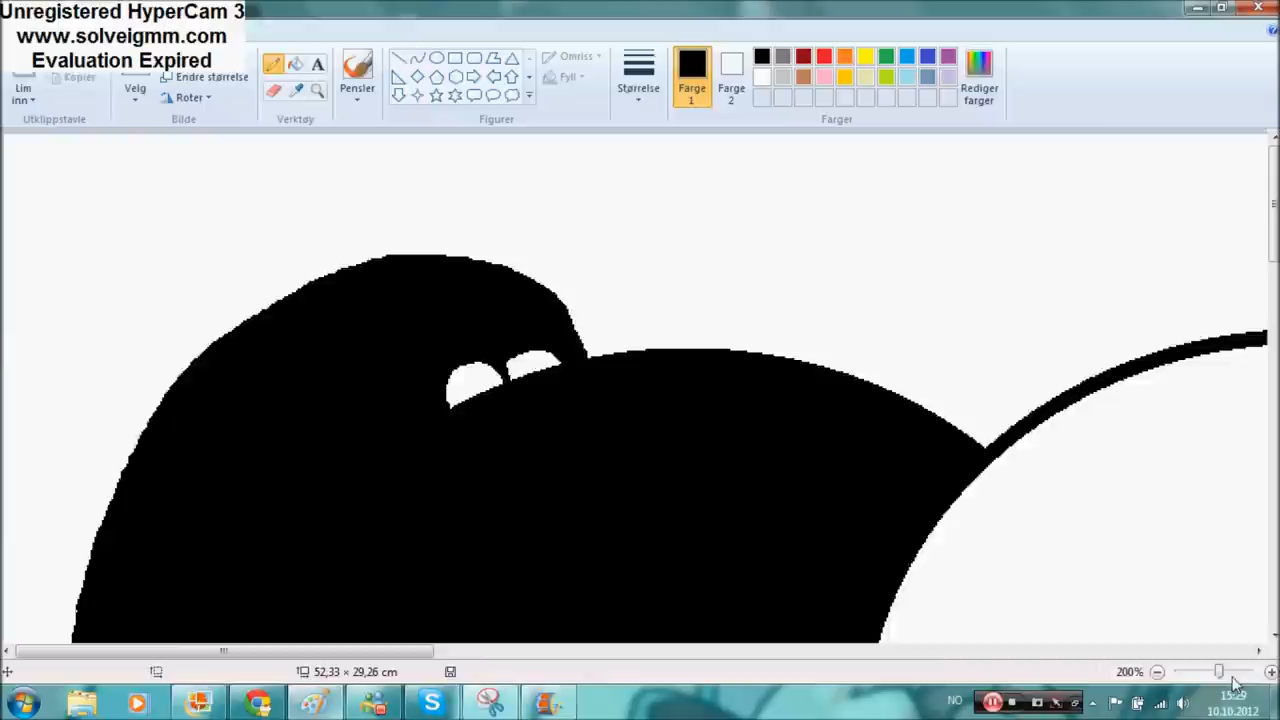 Unregistered HyperCam 3
www.solveigmm.com
Evaluation Expired
Kopier
Endre størrelse
Omriss
Lim inn
Velg
Roter
Pensler
Fyll
Størrelse
Farge 1
Farge 2
Rediger farger
Utklippstavle
Bilde
Verktøy
Figurer
Farger
52,33 × 29,26 cm
200%
NO
15:29
10.10.2012